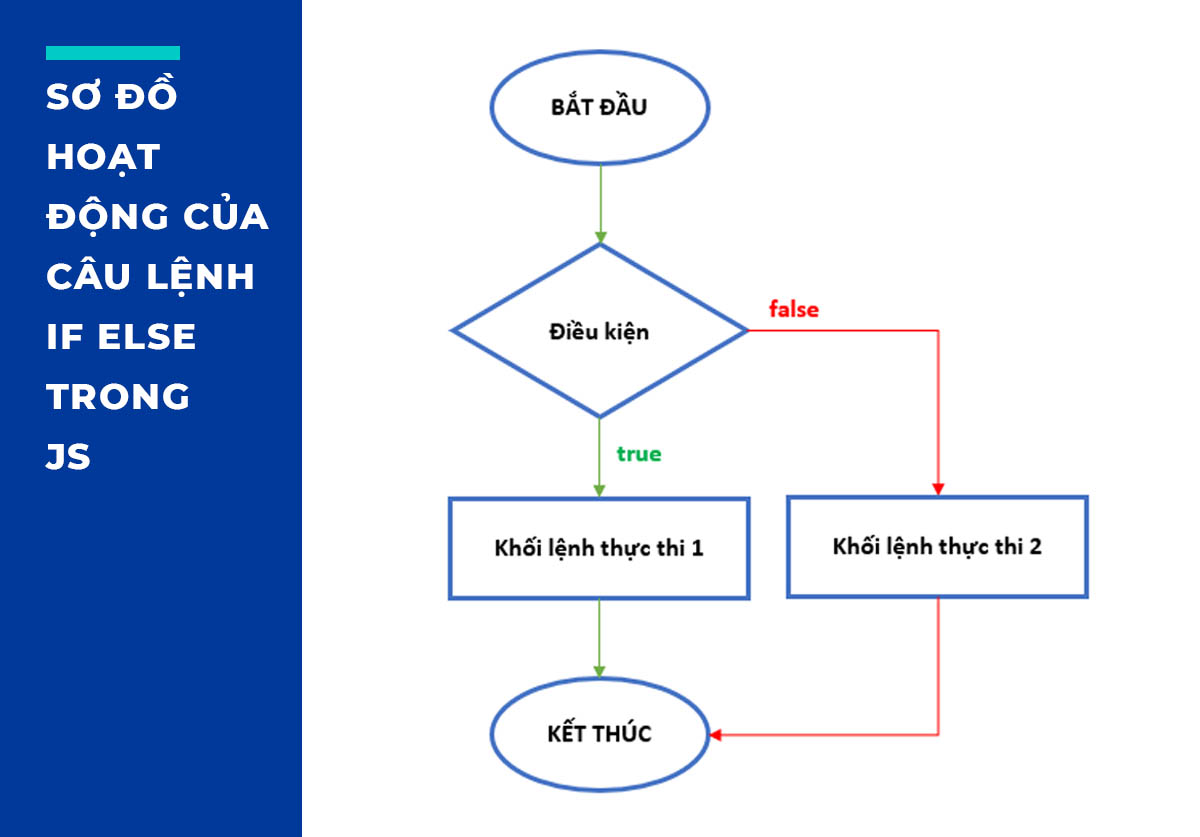 SƠ ĐỒ
HOẠT
ĐỘNG CỦA
CÂU LỆNH
IF ELSE
TRONG
JS
BẮT ĐẦU
Điều kiện
false
true
Khối lệnh thực thi 1
Khối lệnh thực thi 2
KẾT THÚC